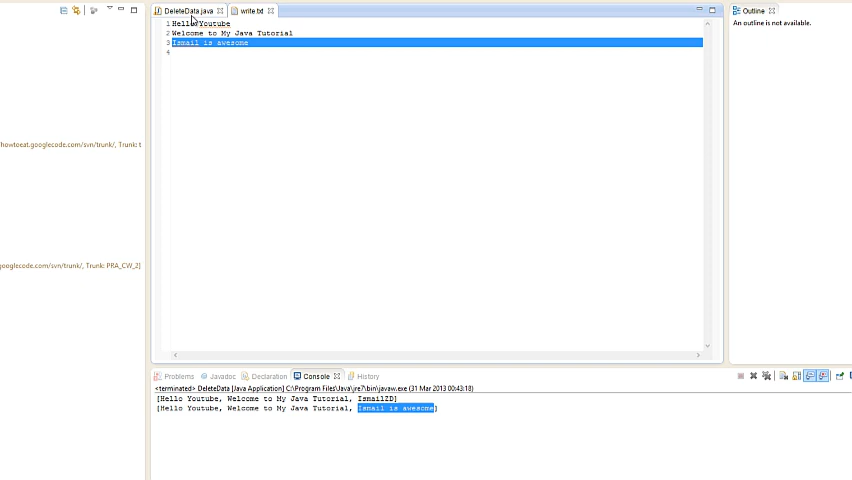 DeleteData.java
write.txt
Outline
1 Hello Youtube
An outline is not available.
2 Welcome to My Java Tutorial
3 Ismail is awesome
4
howtoeat.googlecode.com/svn/trunk/, Trunk: t
googlecode.com/svn/trunk/, Trunk: PRA_CW_2]
Problems
Javadoc
Declaration
Console
History
<terminated> DeleteData [Java Application] C:\Program Files\Java\jre7\bin\javaw.exe (31 Mar 2013 00:43:18)
[Hello Youtube, Welcome to My Java Tutorial, IsmailZD]
[Hello Youtube, Welcome to My Java Tutorial, Ismail is awesome]